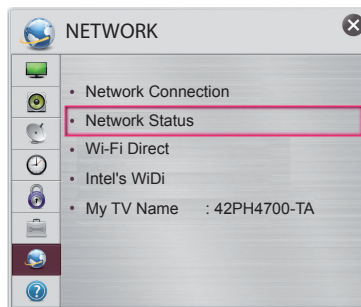 NETWORK
• Network Connection
• Network Status
• Wi-Fi Direct
• Intel's WiDi
• My TV Name : 42PH4700-TA